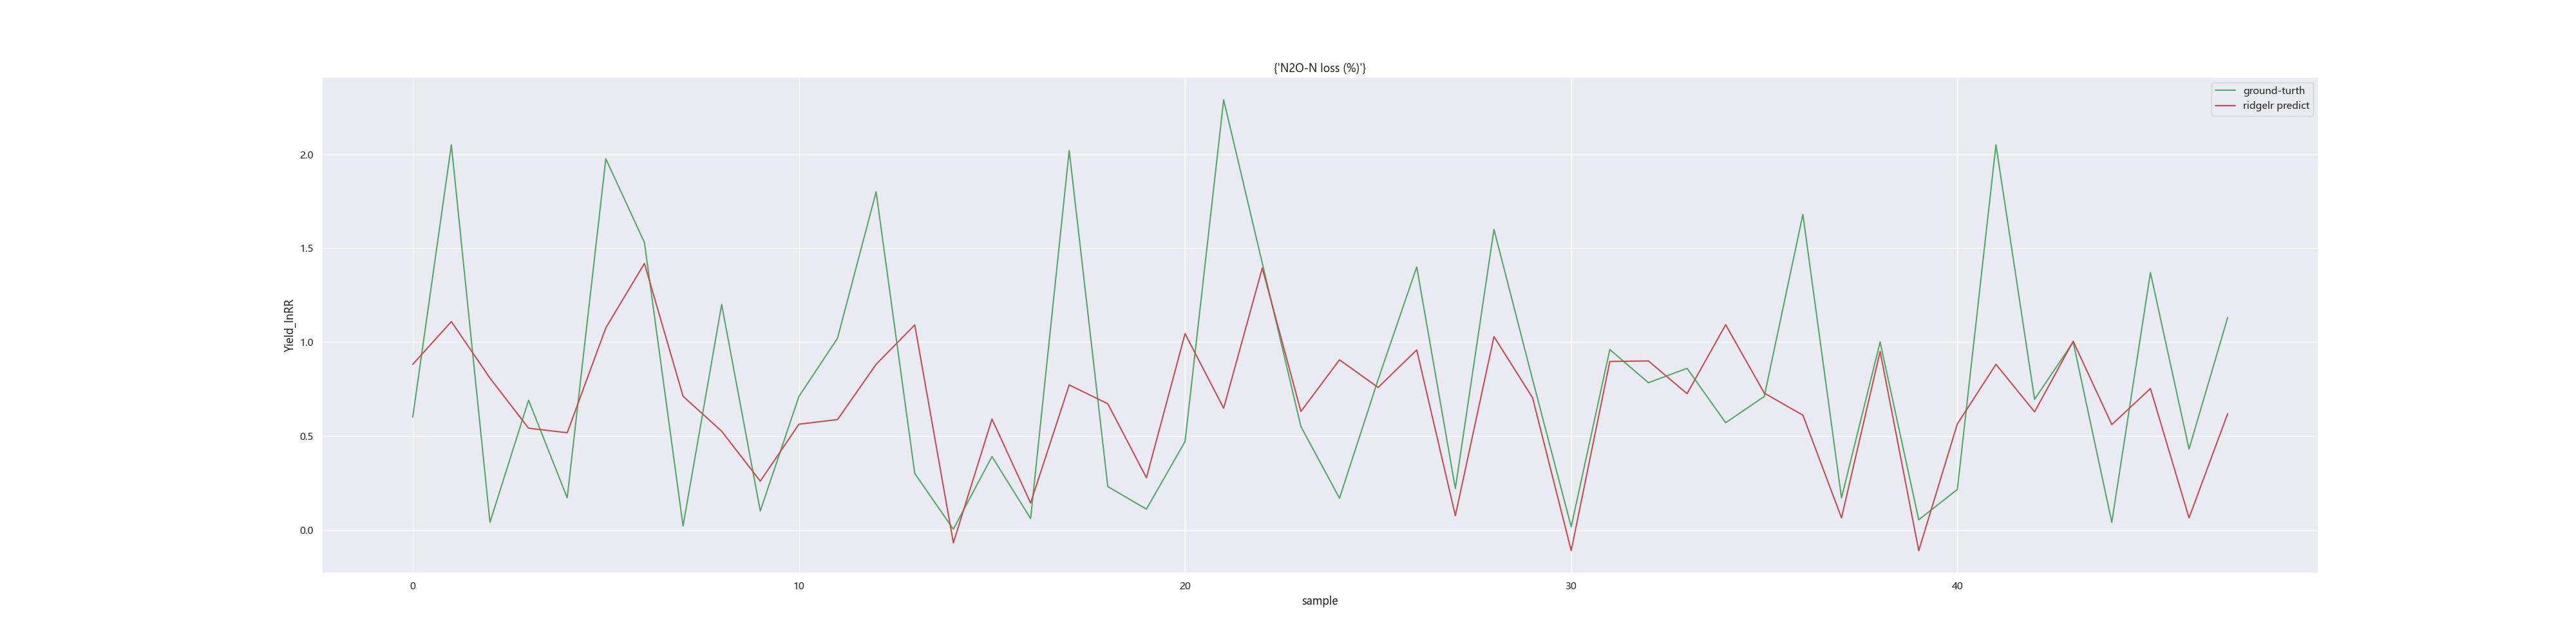 {'N2O-N loss (%)'}
ground-turth
ridgelr predict
2.0
1.5
1.0
0.5
0.0
Yield_lnRR
0 10 20 30 40
sample